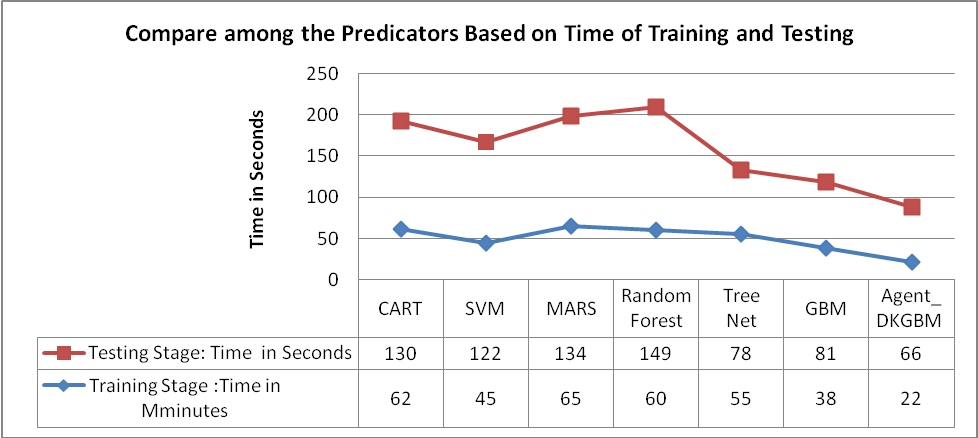 Compare among the Predicators Based on Time of Training and Testing
Time in Seconds
250
200
150
100
50
0
CART SVM MARS Random Forest Tree Net GBM Agent_ DKGBM
Testing Stage: Time in Seconds 130 122 134 149 78 81 66
Training Stage :Time in Mminutes 62 45 65 60 55 38 22